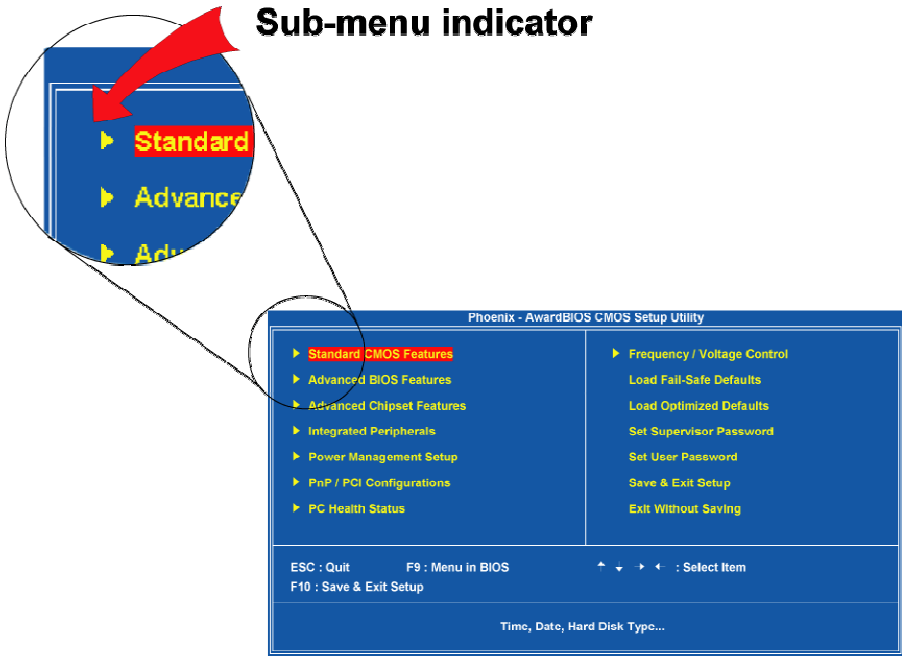 Sub-menu indicator
Standard
Advance
Adv
Phoenix - AwardBIOS CMOS Setup Utility
Standard CMOS Features
Advanced BIOS Features
Advanced Chipset Features
Integrated Peripherals
Power Management Setup
PnP / PCI Configurations
PC Health Status
Frequency / Voltage Control
Load Fail-Safe Defaults
Load Optimized Defaults
Set Supervisor Password
Set User Password
Save & Exit Setup
Exit Without Saving
ESC : Quit F9 : Menu in BIOS ↑ ↓ → ← : Select Item
F10 : Save & Exit Setup
Time, Date, Hard Disk Type...